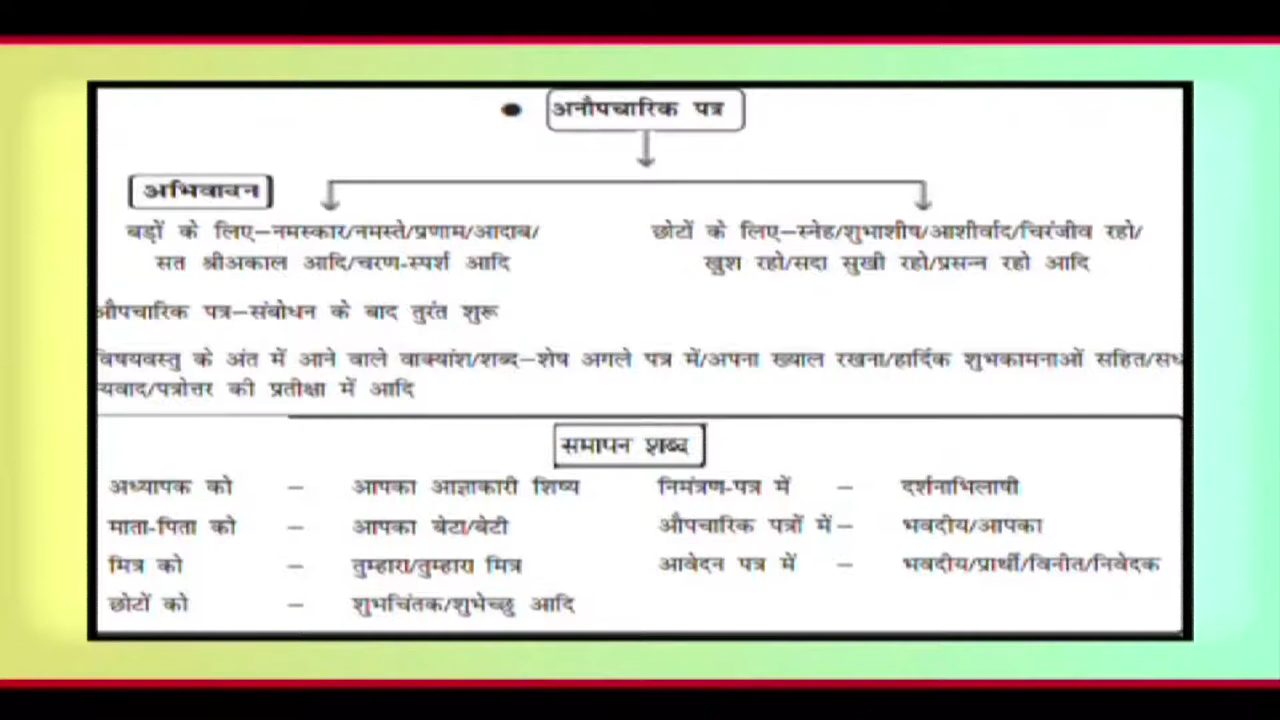 • अनौपचारिक पत्र
अभिवादन
बड़ों के लिए–नमस्कार/नमस्ते/प्रणाम/आदाब/
सत श्रीअकाल आदि/चरण-स्पर्श आदि
छोटों के लिए–स्नेह/शुभाशीष/आशीर्वाद/चिरंजीव रहो/
खुश रहो/सदा सुखी रहो/प्रसन्न रहो आदि
औपचारिक पत्र–संबोधन के बाद तुरंत शुरू
विषयवस्तु के अंत में आने वाले वाक्यांश/शब्द–शेष अगले पत्र में/अपना ख्याल रखना/हार्दिक शुभकामनाओं सहित/सध
यवाद/पत्रोत्तर की प्रतीक्षा में आदि
समापन शब्द
अध्यापक को – आपका आज्ञाकारी शिष्य
माता-पिता को – आपका बेटा/बेटी
मित्र को – तुम्हारा/तुम्हारा मित्र
छोटों को – शुभचिंतक/शुभेच्छु आदि
निमंत्रण-पत्र में – दर्शनाभिलाषी
औपचारिक पत्रों में – भवदीय/आपका
आवेदन पत्र में – भवदीय/प्रार्थी/विनीत/निवेदक